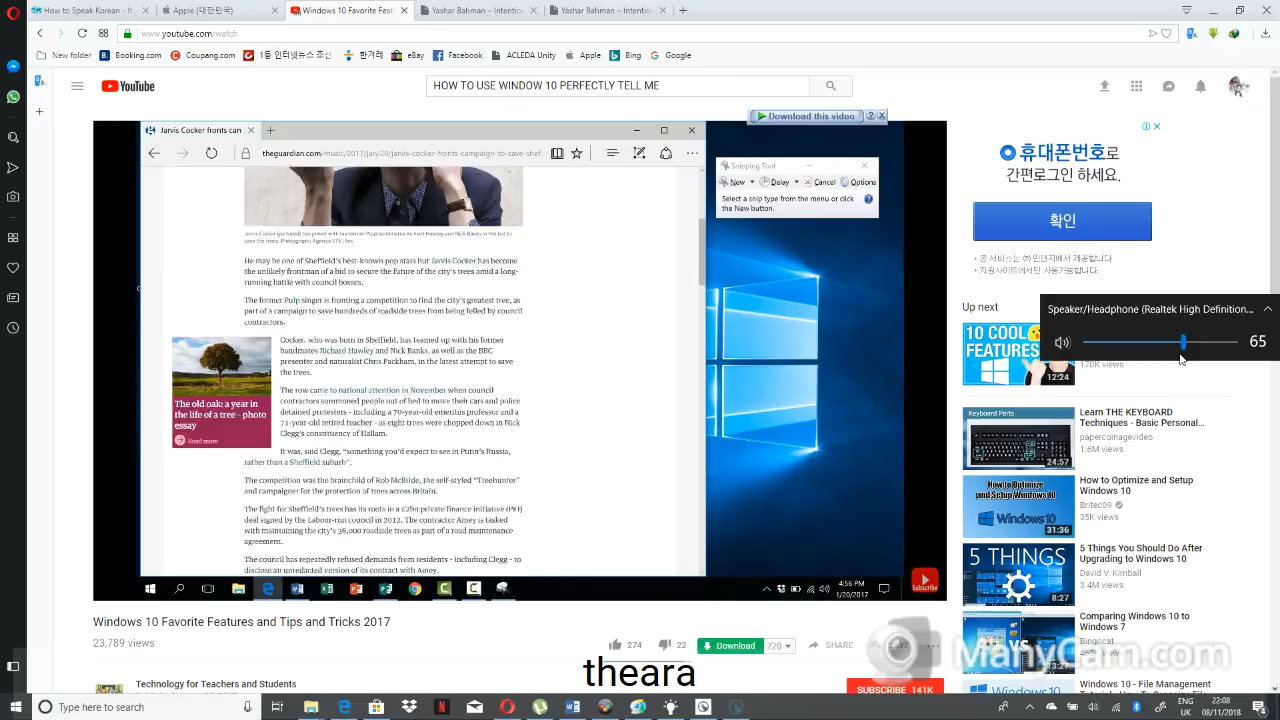 How to Speak Korean - It
Apple (대한민국)
Windows 10 Favorite Feat
Yashar Bahman – Intention
Yashar Bahman – Intentier
www.youtube.com/watch
New folder
Booking.com
Coupang.com
1등 인터넷뉴스 조선
한겨레
eBay
Facebook
ACLEDA Unity
Apple
Bing
Google
YouTube
HOW TO USE WINDOW 10 PERFECTLY TELL ME
Download this video
Jarvis Cocker fronts cam
theguardian.com/music/2017/jan/20/jarvis-cocker-fronts-campaign-to-save-shef
Snipping Tool
New
Delay
Cancel
Options
Select a snip type from the menu or click
the New button.
He may be one of Sheffield's best-known pop stars but Jarvis Cocker has become
the unlikely frontman of a bid to secure the future of the city's trees amid a long-
running battle with council bosses.
The former Pulp singer is fronting a competition to find the city's greatest tree, as
part of a campaign to save hundreds of roadside trees from being felled by council
contractors.
Cocker, who was born in Sheffield, has teamed up with his former
bandmates Richard Hawley and Nick Banks, as well as the BBC
presenter and naturalist Chris Packham, in the latest attempt to save
the trees.
The old oak: a year in
the life of a tree – photo
essay
Read more
The row came to national attention in November when council
contractors summoned people out of bed to move their cars and police
detained protesters - including a 70-year-old emeritus professor and a
71-year-old retired teacher - as eight trees were chopped down in Nick
Clegg's constituency of Hallam.
It was, said Clegg, "something you'd expect to see in Putin's Russia,
rather than a Sheffield suburb".
The competition was the brainchild of Rob McBride, the self-styled "Treehunter"
and campaigner for the protection of trees across Britain.
The fight for Sheffield's trees has its roots in a £2bn private finance initiative (PFI)
deal signed by the Labour-run council in 2012. The contractor Amey is tasked
with maintaining the city's 36,000 roadside trees as part of a road maintenance
agreement.
The council has repeatedly refused demands from residents - including Clegg - to
disclose an unredacted version of its contract with Amey.
4:56 PM
1/20/2017
Subscribe
휴대폰번호로
간편로그인 하세요.
확인
Up next
Speaker/Headphone (Realtek High Definition...
65
10 COOL
FEATURES
12:24
170K views
Keyboard Parts
24:57
Learn THE KEYBOARD
Techniques - Basic Personal...
papercoinagevideo
1.6M views
How to Optimize
and Setup Windows 10
Windows 10
31:36
How to Optimize and Setup
Windows 10
Britec09
35K views
5 THINGS
8:27
5 Things You Should Do After
Upgrading to Windows 10
David V. Kimball
3.4M views
13:27
Comparing Windows 10 to
Windows 7
Bingocat
Windows 10
Windows 10 - File Management
Windows 10 Favorite Features and Tips and Tricks 2017
23,789 views
274
22
Download
720
SHARE
ManyCam.com
theara
Technology for Teachers and Students
SUBSCRIBE 141K
Type here to search
ENG
UK
22:08
08/11/2018